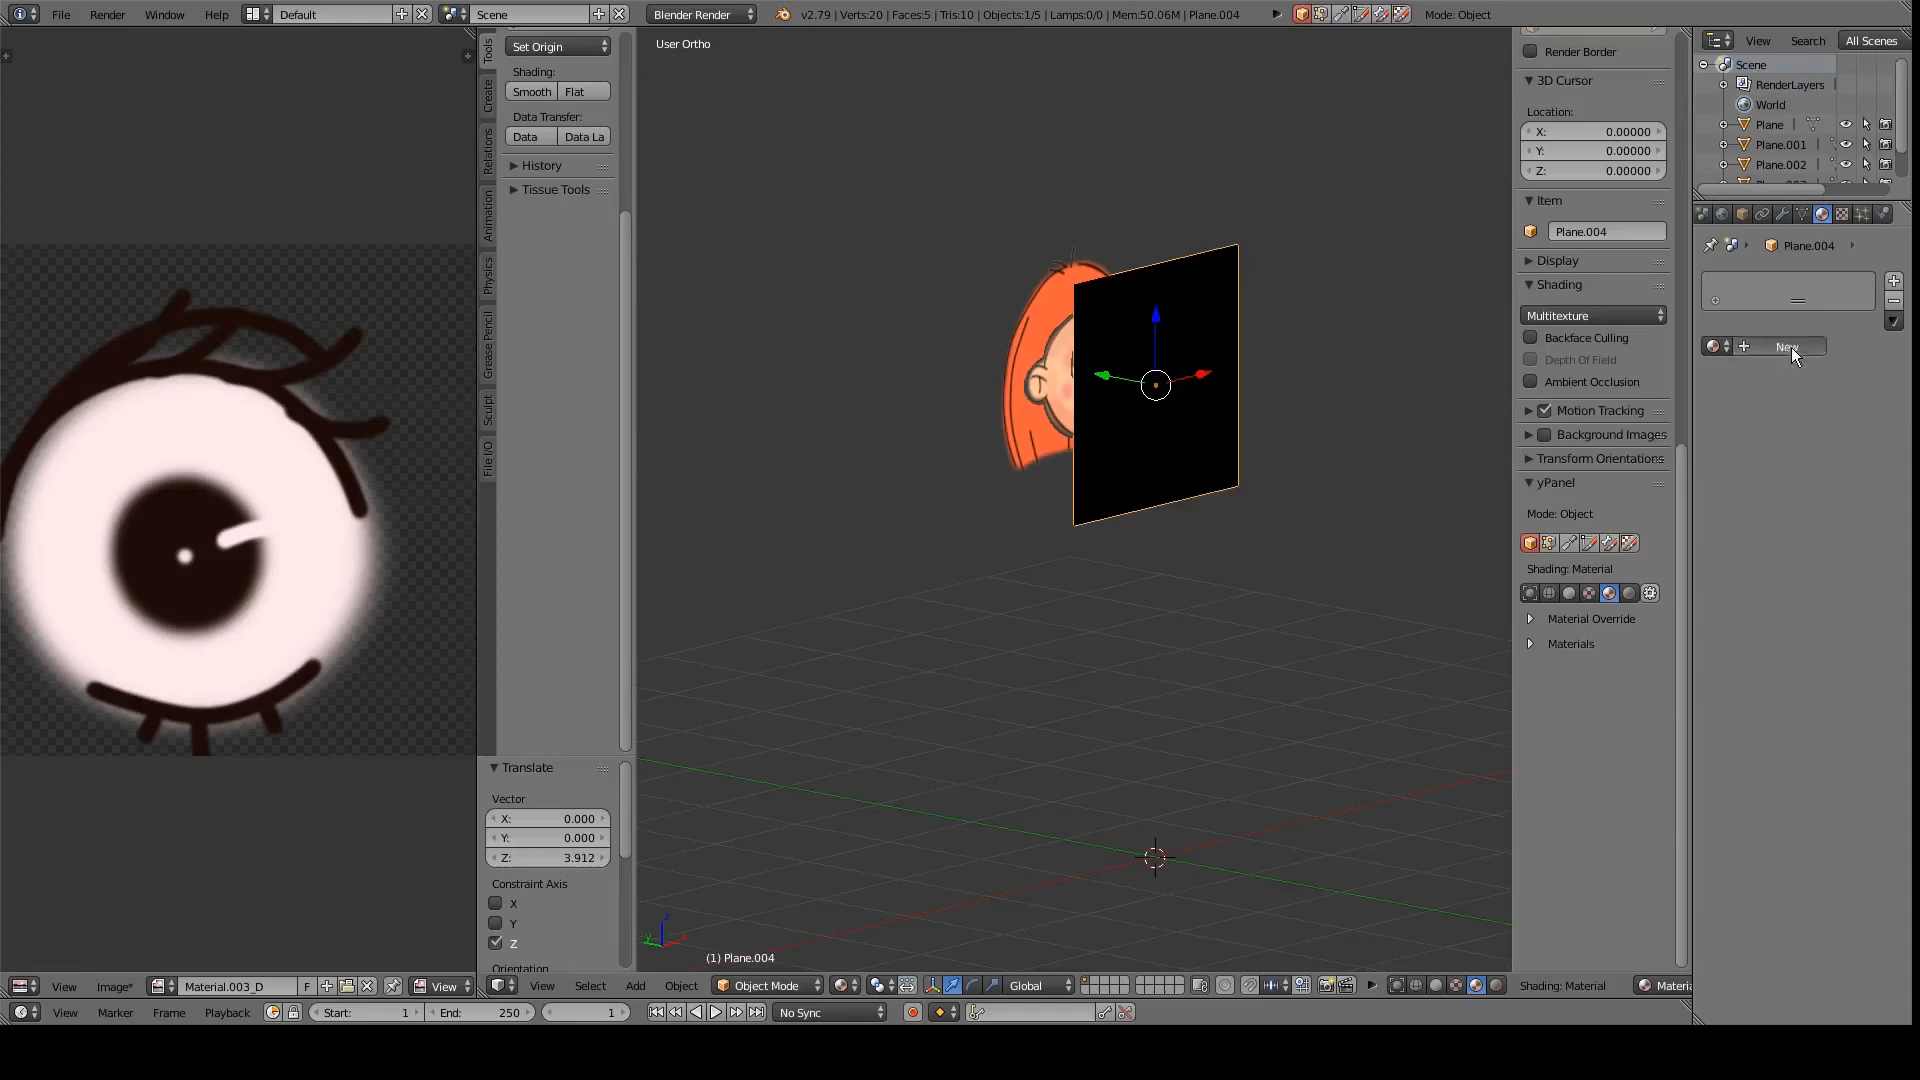 File Render Window Help Default Scene Blender Render v2.79 | Verts:20 | Faces:5 | Tris:10 | Objects:1/5 | Lamps:0/0 | Mem:50.06M | Plane.004 Mode: Object
Tools
Create
Relations
Animation
Physics
Grease Pencil
Sculpt
File I/O
Set Origin
Shading:
Smooth Flat
Data Transfer:
Data Data La
History
Tissue Tools
Translate
Vector
X: 0.000
Y: 0.000
Z: 3.912
Constraint Axis
X
Y
Z
Orientation
User Ortho
(1) Plane.004
Render Border
3D Cursor
Location:
X: 0.00000
Y: 0.00000
Z: 0.00000
Item
Plane.004
Display
Shading
Multitexture
Backface Culling
Depth Of Field
Ambient Occlusion
Motion Tracking
Background Images
Transform Orientations
yPanel
Mode: Object
Shading: Material
Material Override
Materials
View Search All Scenes
Scene
RenderLayers
World
Plane
Plane.001
Plane.002
Plane.004
New
View Image* Material.003_D F View
View Select Add Object Object Mode Global Shading: Material Materia
View Marker Frame Playback Start: 1 End: 250 1 No Sync